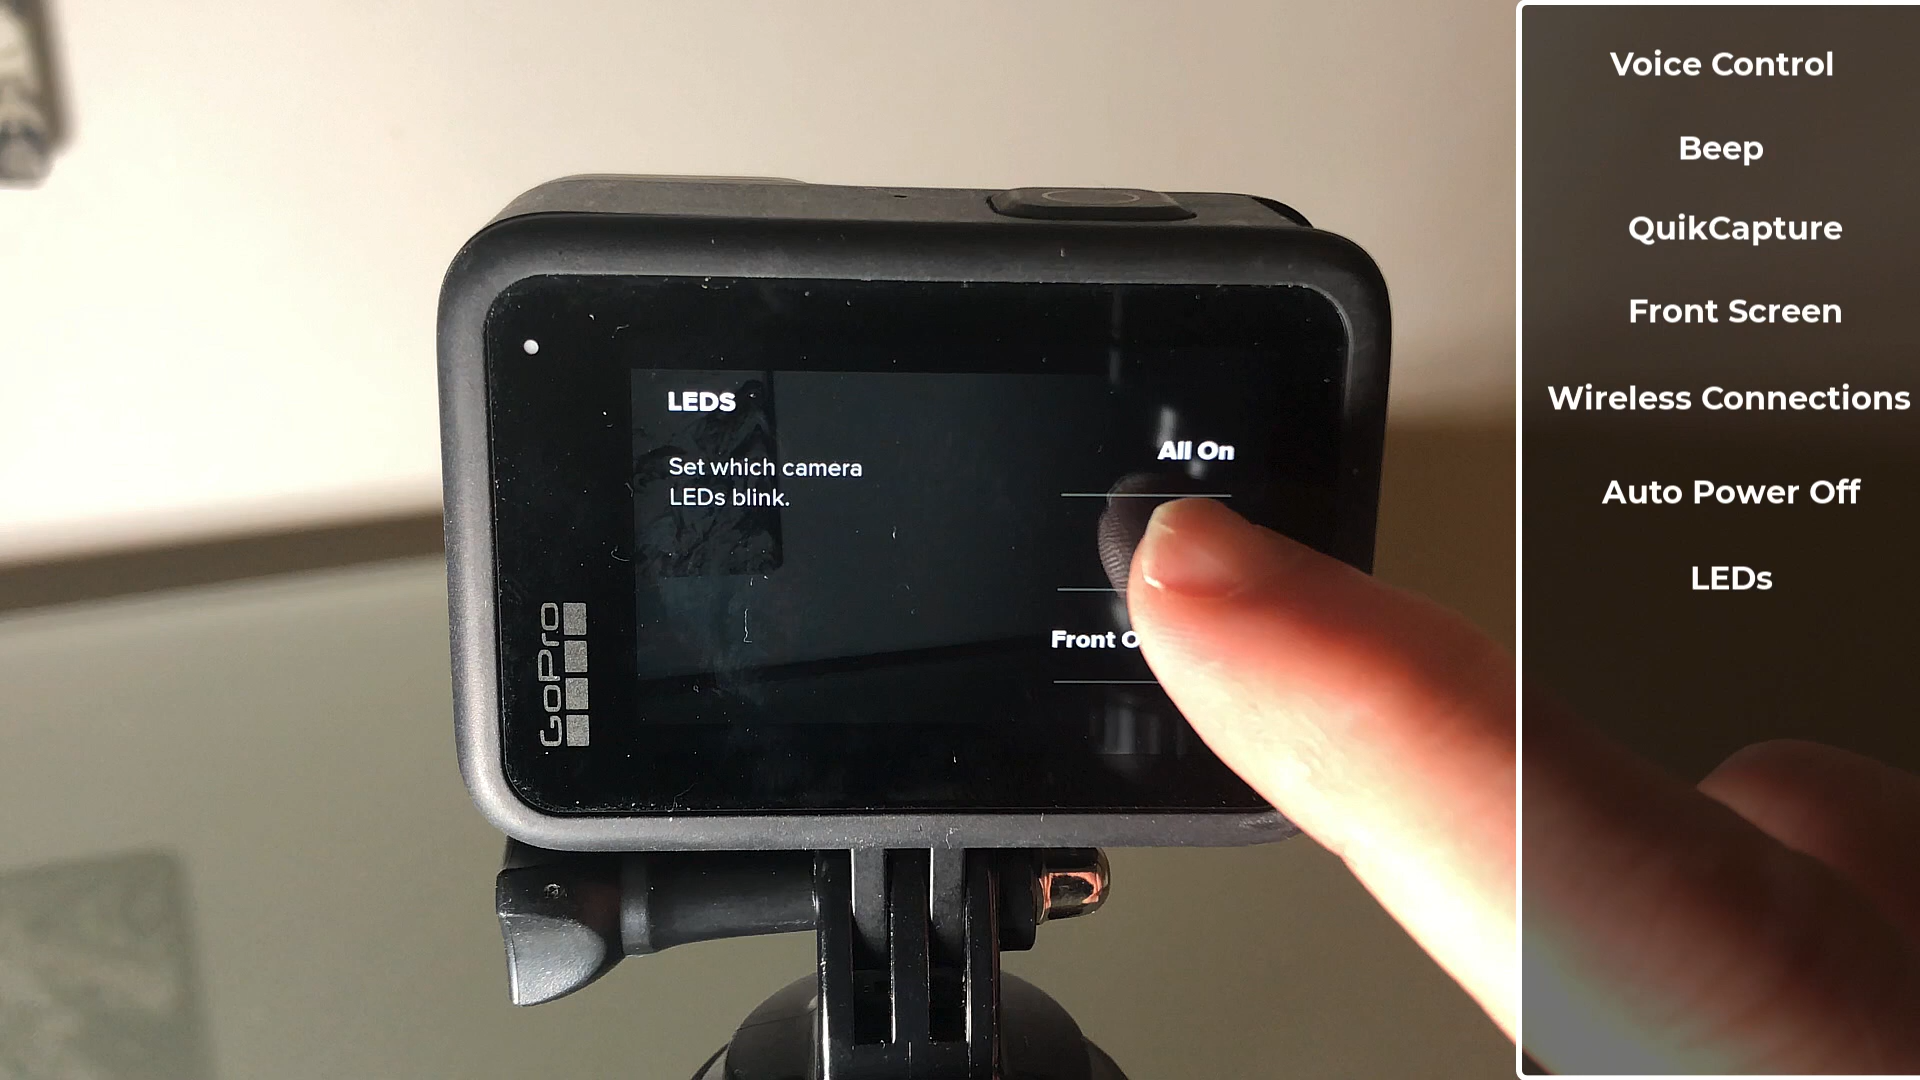 LEDS
Set which camera
LEDs blink.
All On
Front
GoPro
Voice Control
Beep
QuikCapture
Front Screen
Wireless Connections
Auto Power Off
LEDs